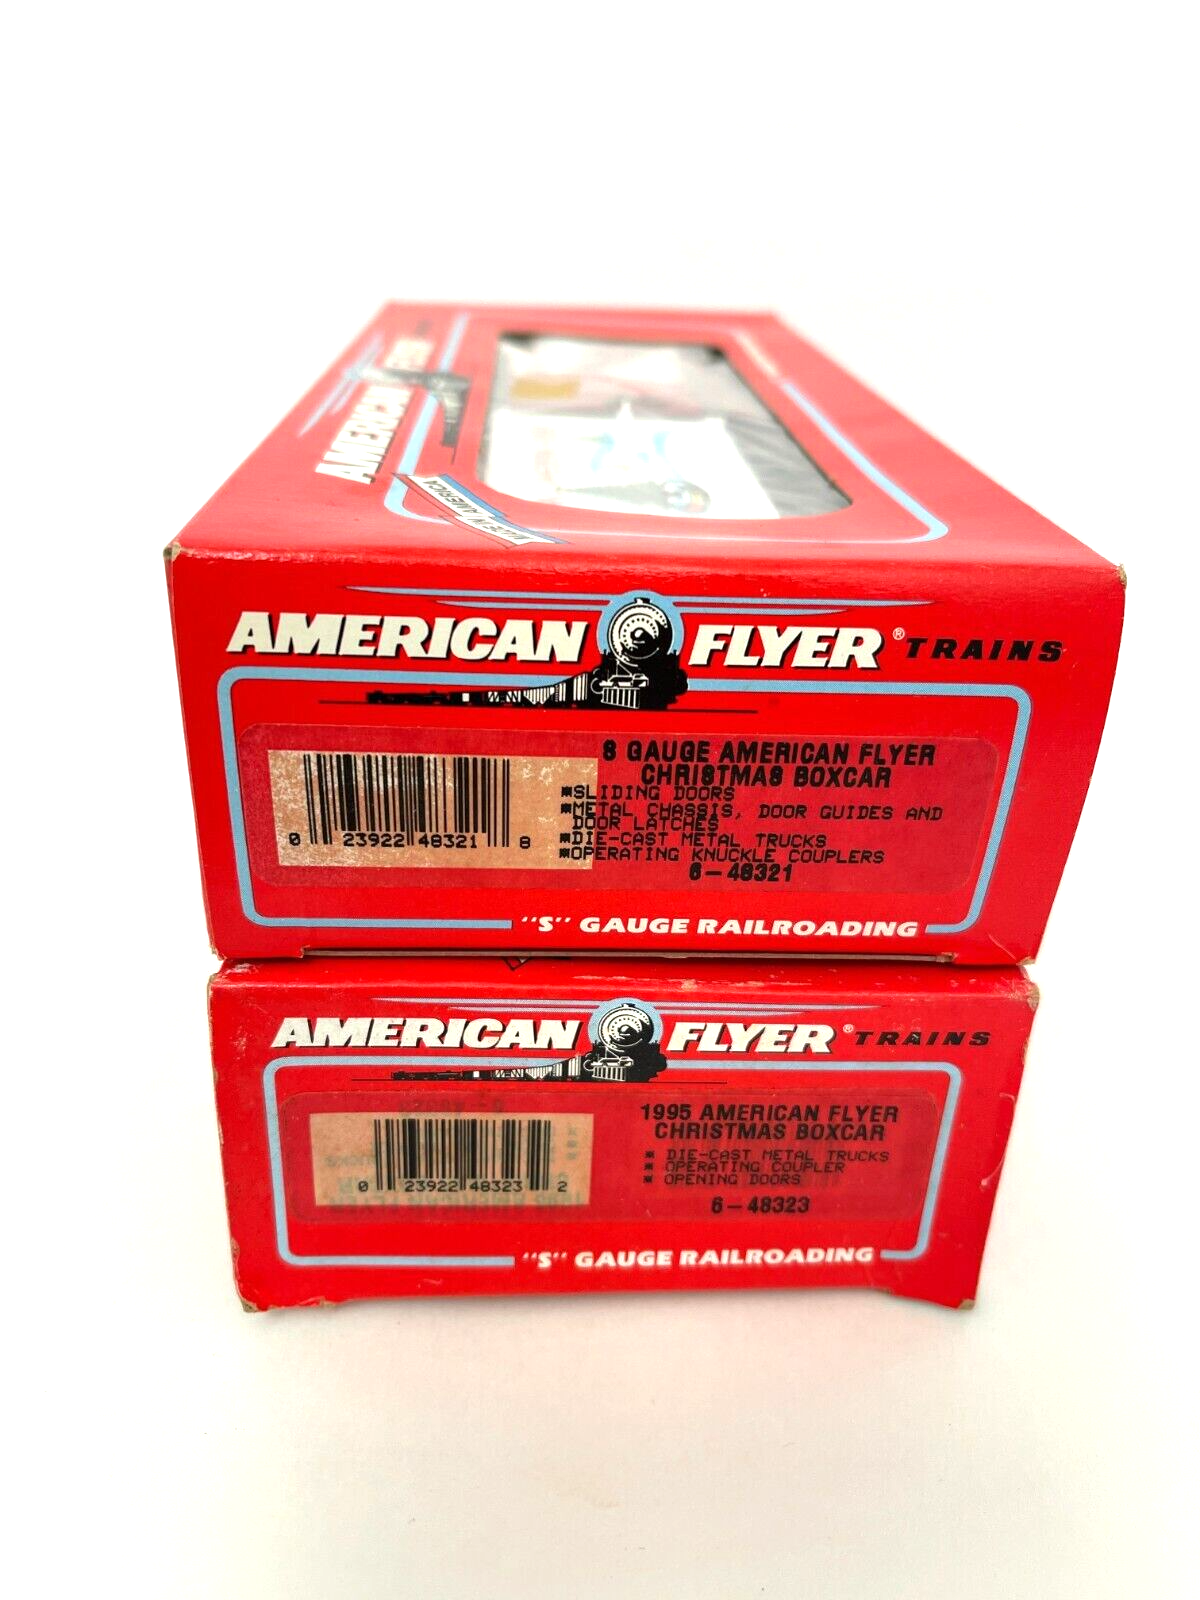 AMERICAN
MADE IN AMERICA
AMERICAN FLYER® TRAINS
S GAUGE AMERICAN FLYER
CHRISTMAS BOXCAR
*SLIDING DOORS
*METAL CHASSIS, DOOR GUIDES AND
DOOR LATCHES
*DIE-CAST METAL TRUCKS
*OPERATING KNUCKLE COUPLERS
6-48321
0 23922 48321 8
"S" GAUGE RAILROADING
AMERICAN FLYER® TRAINS
1995 AMERICAN FLYER
CHRISTMAS BOXCAR
* DIE-CAST METAL TRUCKS
* OPERATING COUPLER
* OPENING DOORS
6-48323
0 23922 48323 2
"S" GAUGE RAILROADING